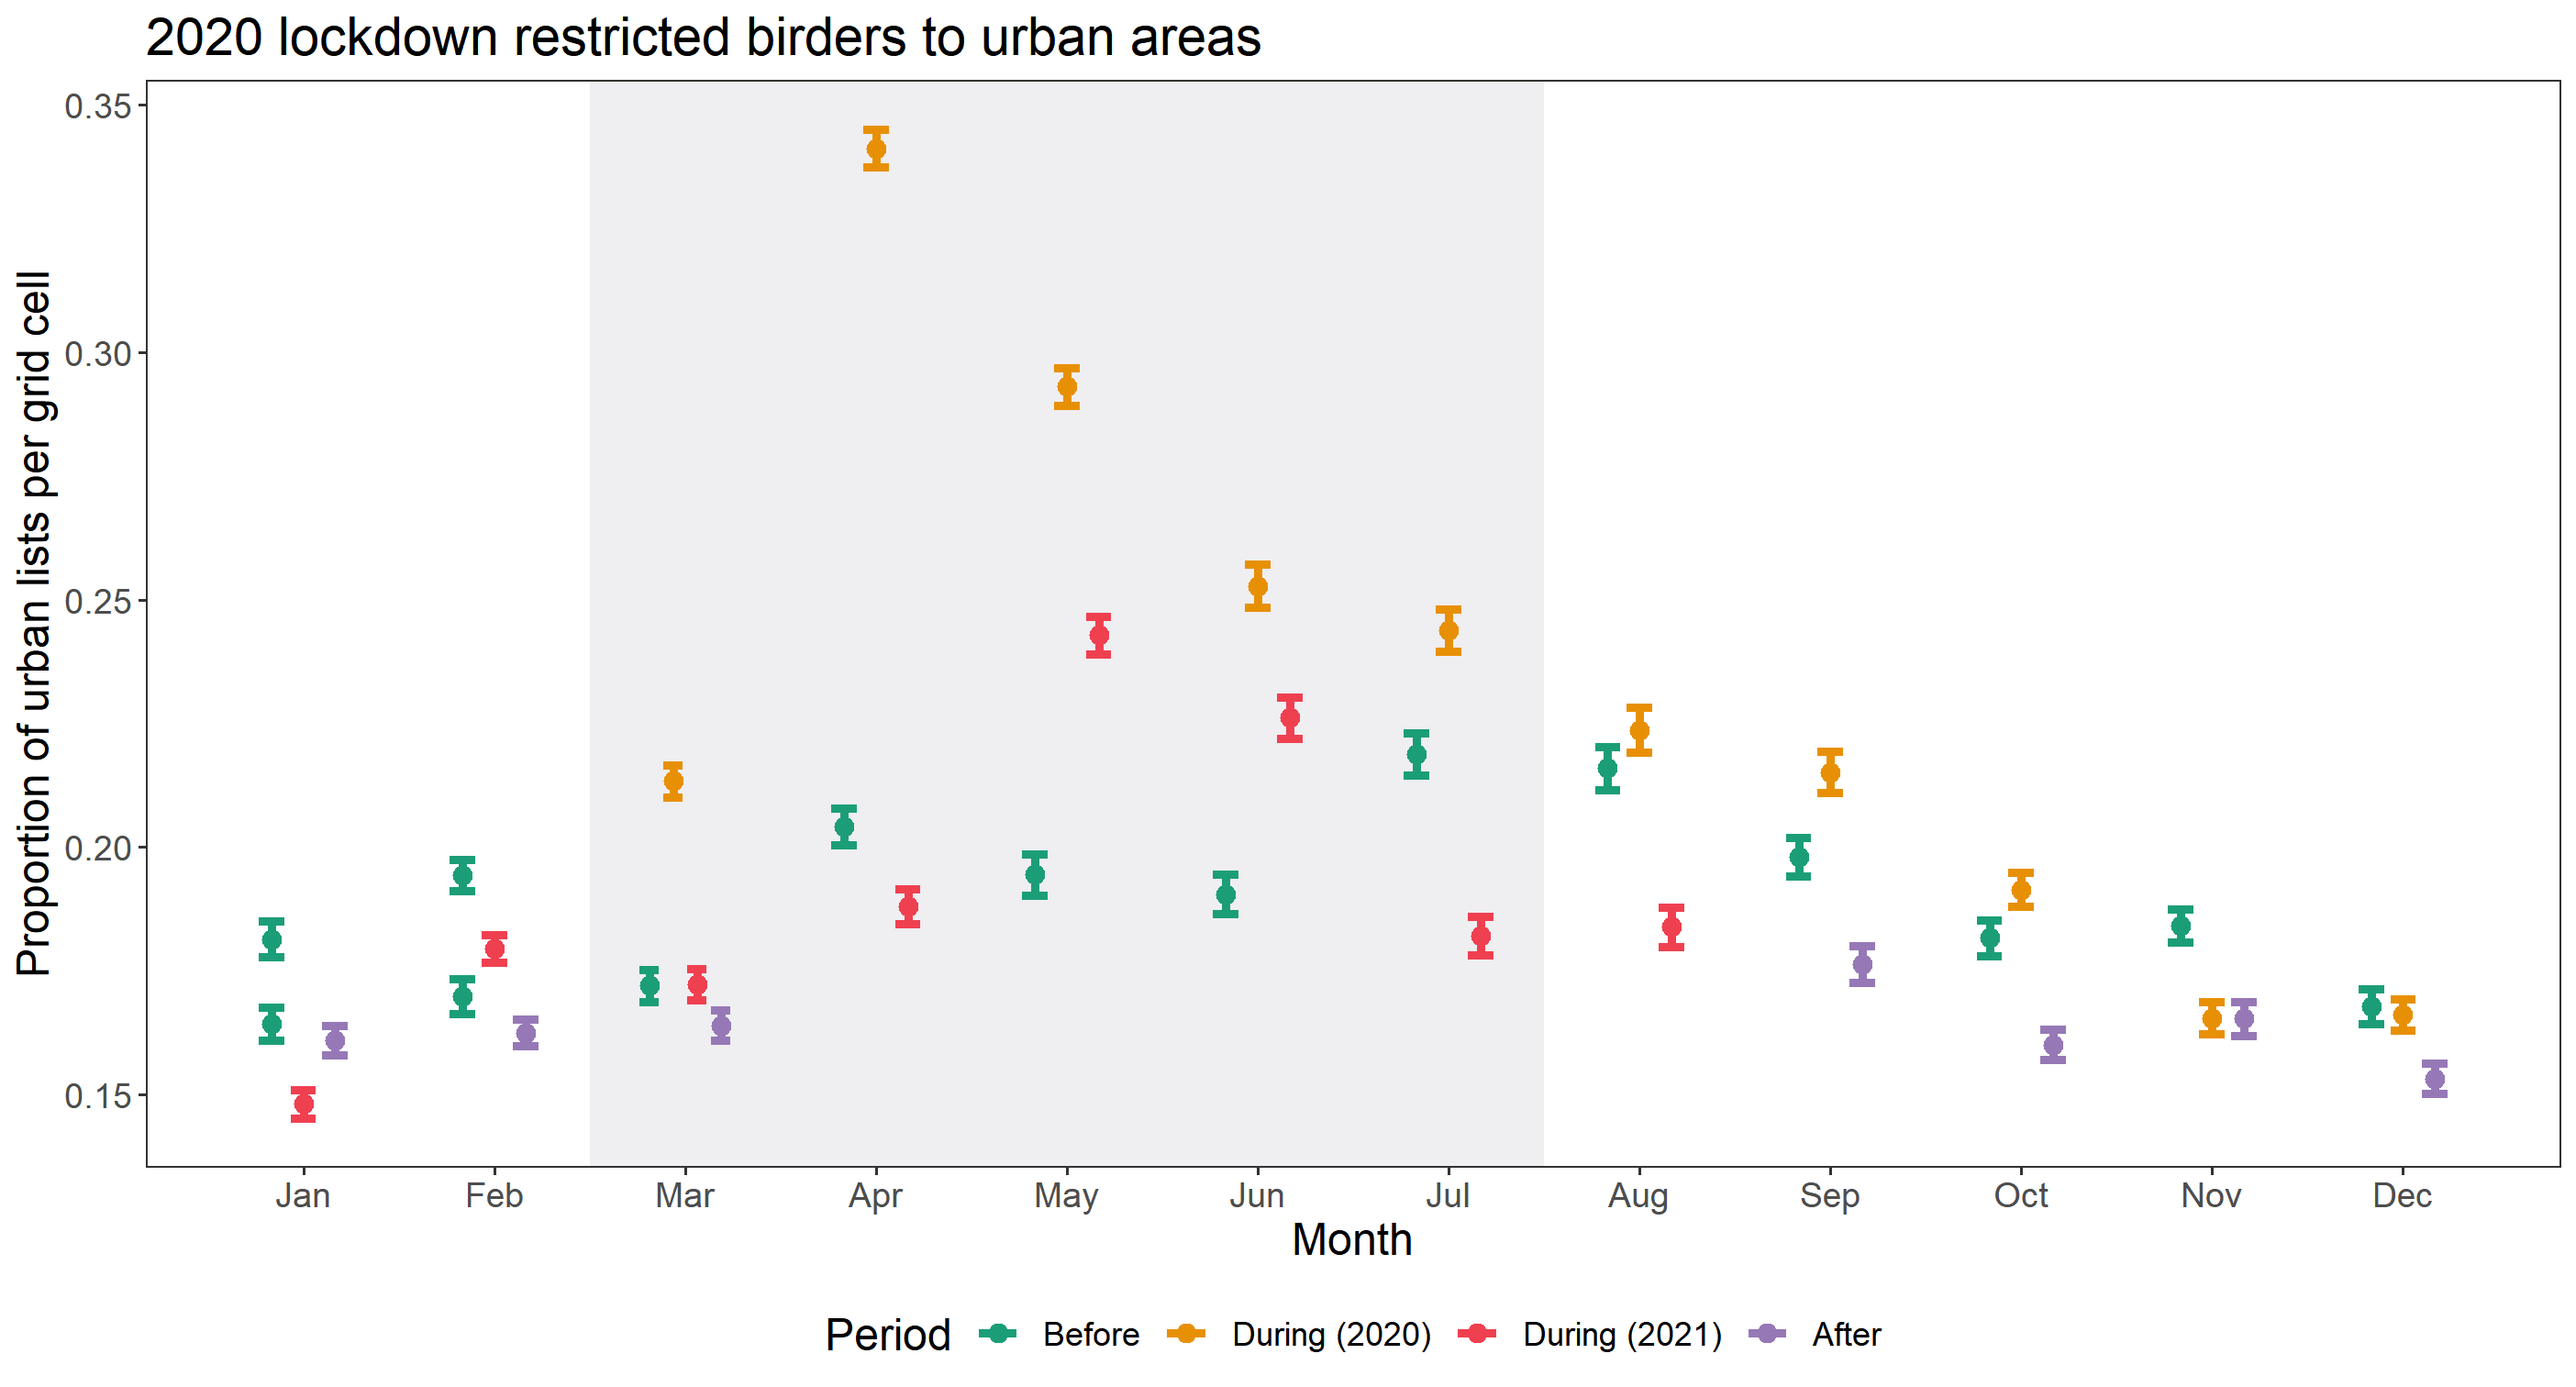 2020 lockdown restricted birders to urban areas
Proportion of urban lists per grid cell
0.35
0.30
0.25
0.20
0.15
Jan Feb Mar Apr May Jun Jul Aug Sep Oct Nov Dec
Month
Period Before During (2020) During (2021) After